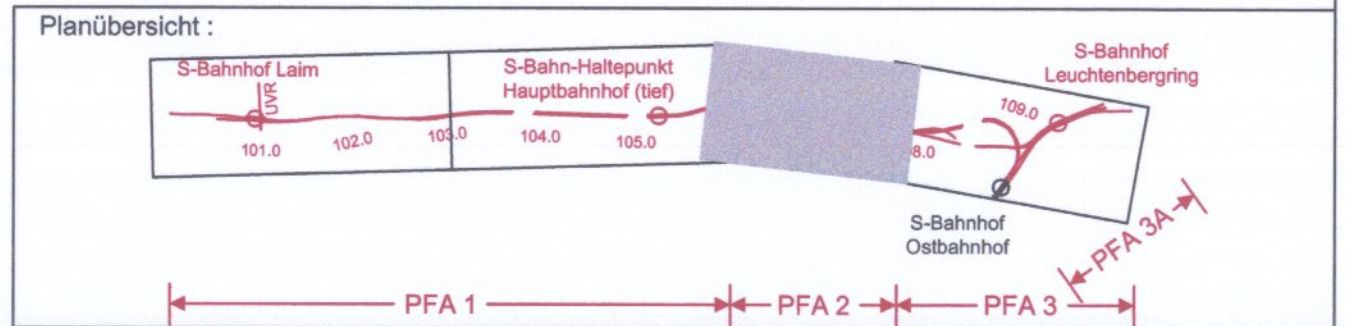 Planübersicht :
S-Bahnhof Laim
UVR
S-Bahn-Haltepunkt
Hauptbahnhof (tief)
S-Bahnhof
Leuchtenbergring
101.0
102.0
103.0
104.0
105.0
8.0
109.0
S-Bahnhof
Ostbahnhof
PFA 3A
PFA 1
PFA 2
PFA 3